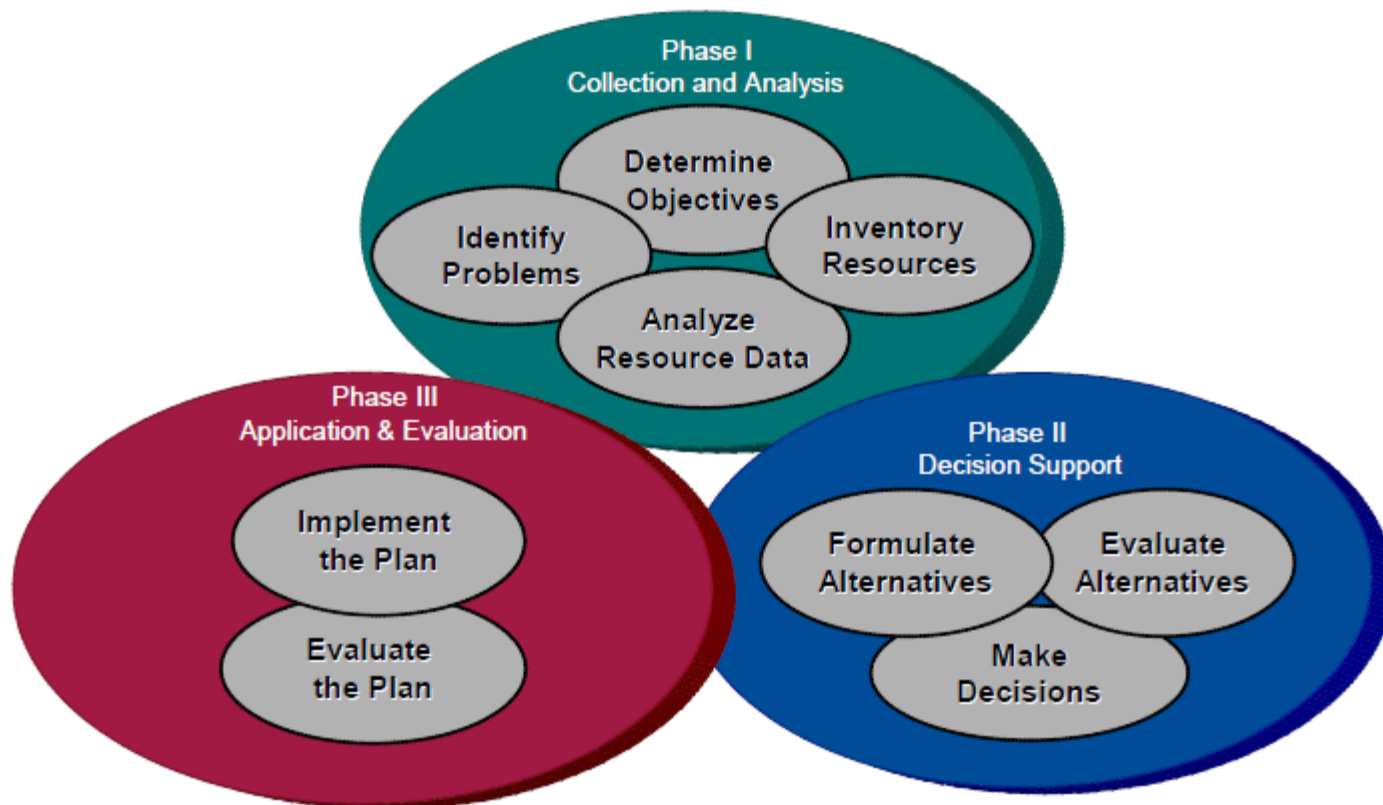 Phase I
Collection and Analysis
Determine
Objectives
Identify
Problems
Inventory
Resources
Analyze
Resource Data
Phase III
Application & Evaluation
Implement
the Plan
Evaluate
the Plan
Phase II
Decision Support
Formulate
Alternatives
Evaluate
Alternatives
Make
Decisions